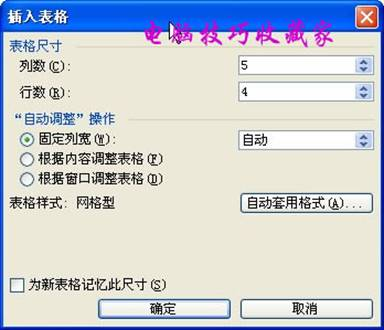 插入表格
电脑技巧收藏家
表格尺寸
列数(C): 5
行数(R): 4
“自动调整”操作
固定列宽(W): 自动
根据内容调整表格(F)
根据窗口调整表格(D)
表格样式: 网格型 自动套用格式(A)...
为新表格记忆此尺寸(S)
确定 取消